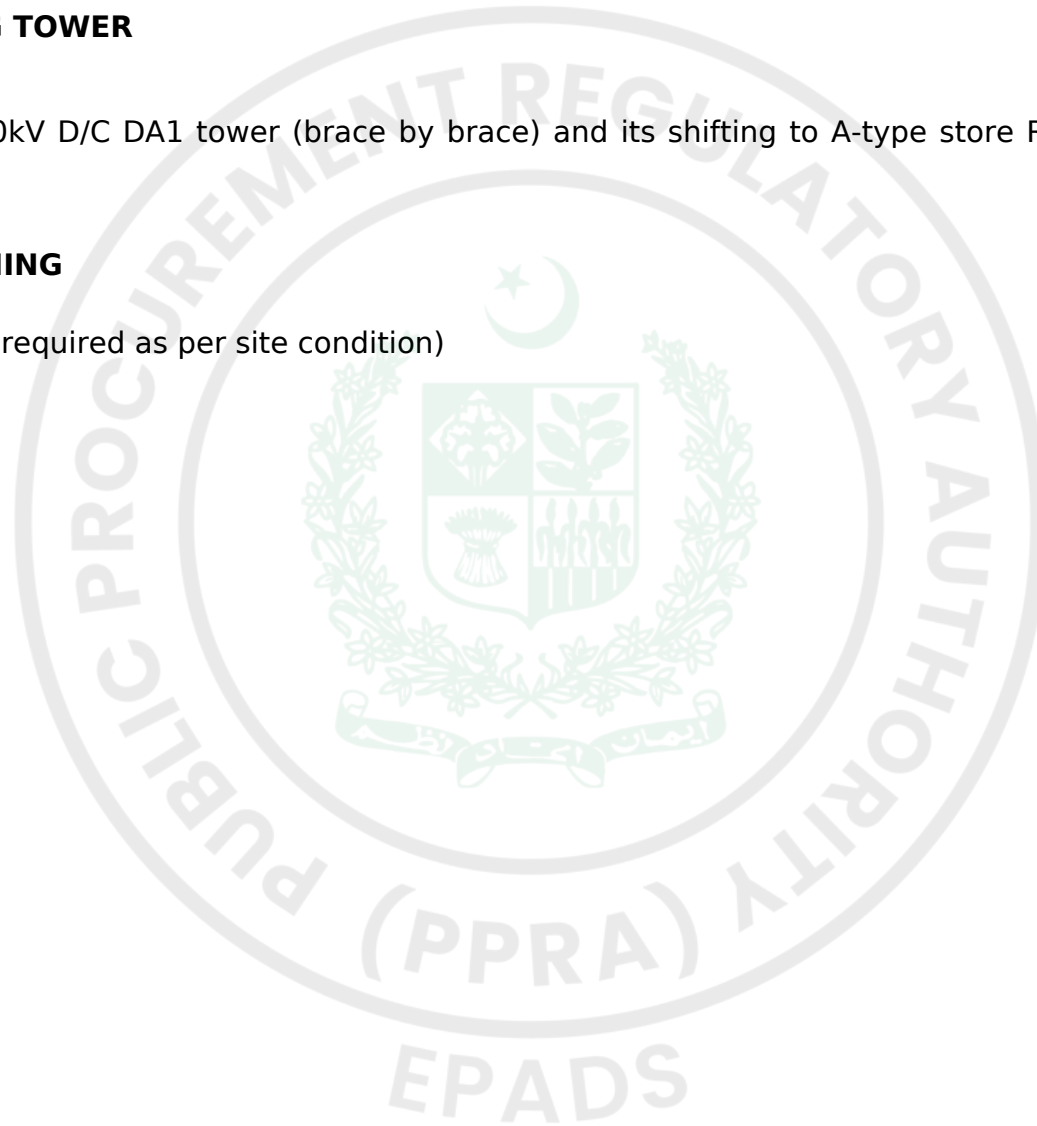 G TOWER
0kV D/C DA1 tower (brace by brace) and its shifting to A-type store
required as per site condition)
PUBLIC PROCUREMENT REGULATORY AUTHORITY
(PPRA)
EPADS